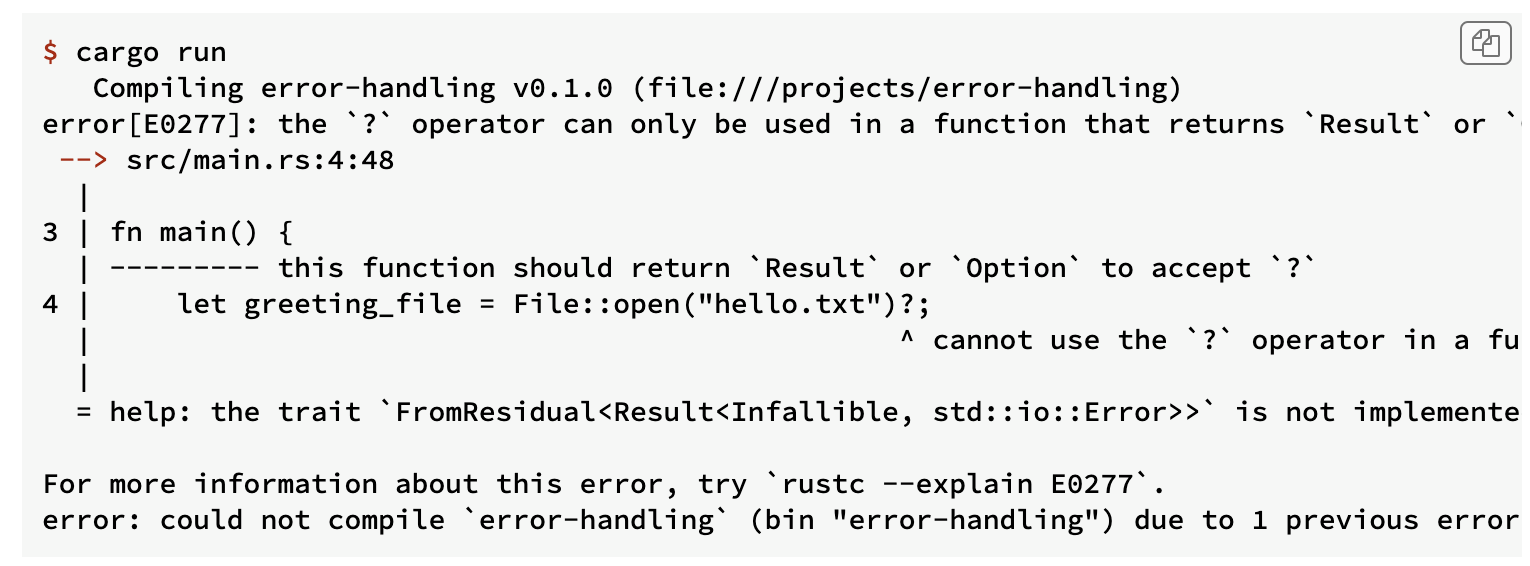 $ cargo run
   Compiling error-handling v0.1.0 (file:///projects/error-handling)
error[E0277]: the `?` operator can only be used in a function that returns `Result` or `
 --> src/main.rs:4:48
  |
3 | fn main() {
  | --------- this function should return `Result` or `Option` to accept `?`
4 |     let greeting_file = File::open("hello.txt")?;
  |                                                ^ cannot use the `?` operator in a fu
  |
  = help: the trait `FromResidual<Result<Infallible, std::io::Error>>` is not implemente

For more information about this error, try `rustc --explain E0277`.
error: could not compile `error-handling` (bin "error-handling") due to 1 previous error